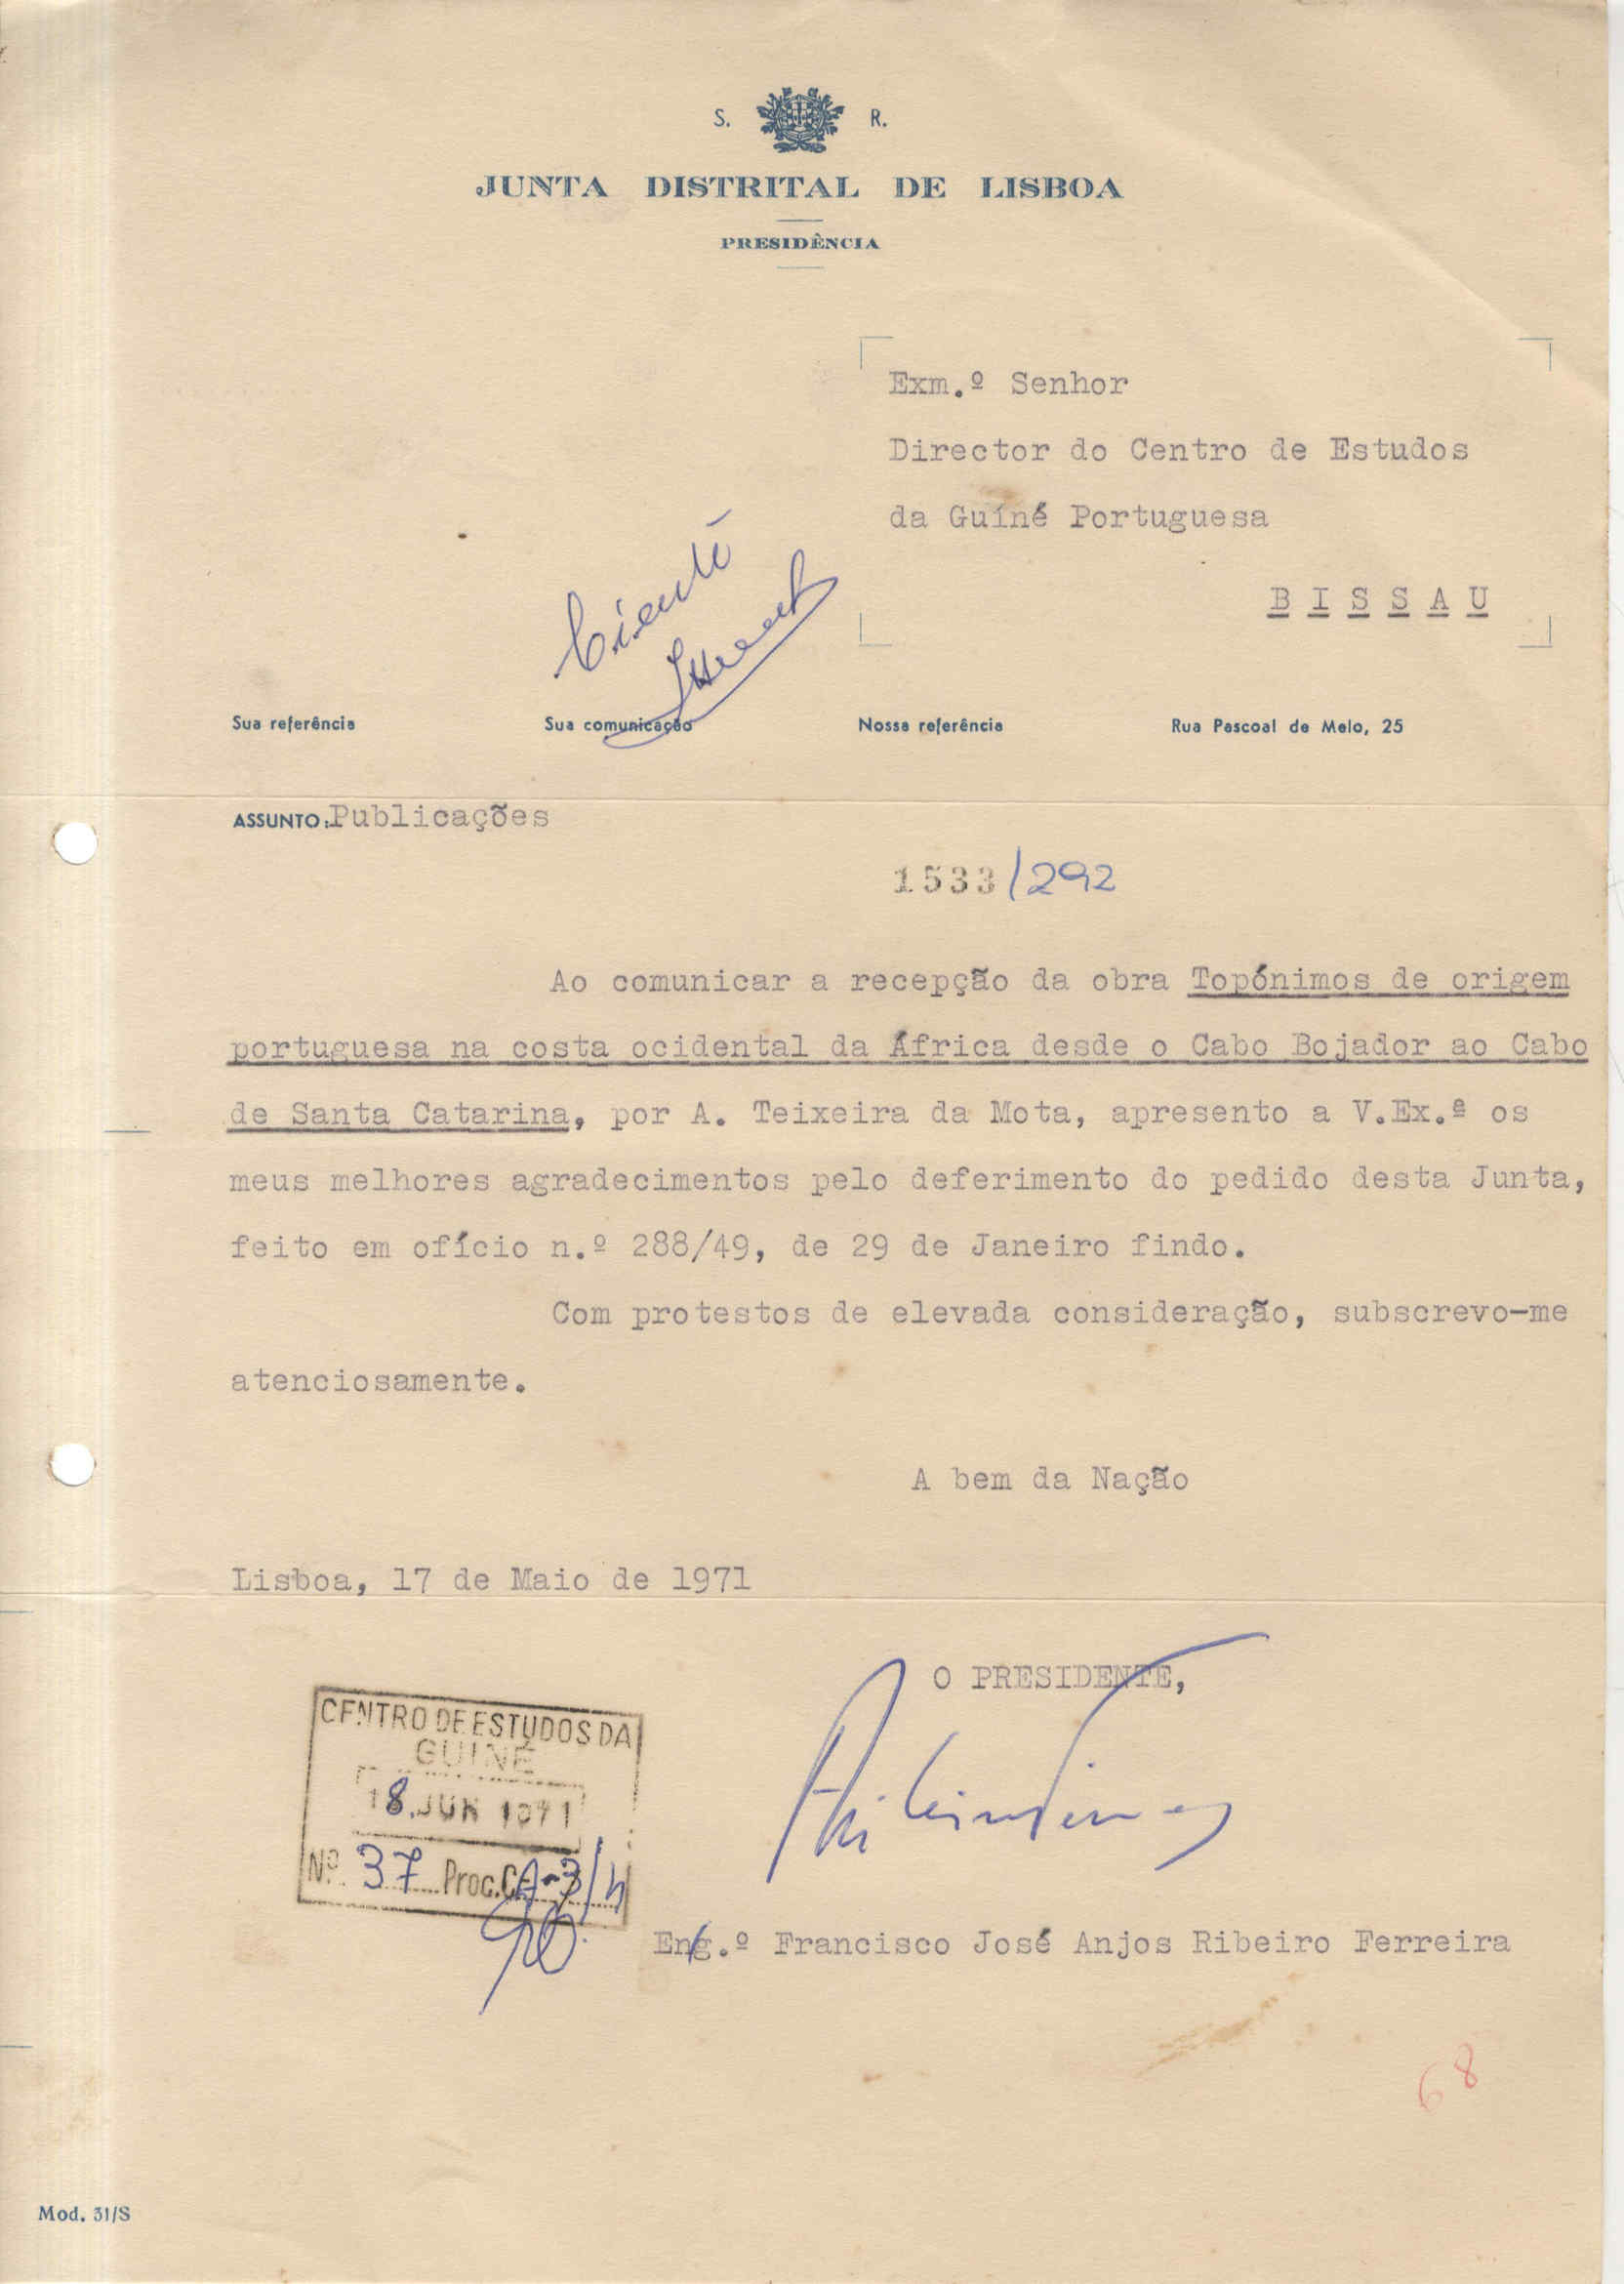 S. R.
JUNTA DISTRITAL DE LISBOA
PRESIDÊNCIA
Exm.º Senhor
Director do Centro de Estudos
da Guíné Portuguesa
BISSAU
Ciente
Sua referência Sua comunicação Nossa referência Rua Pascoal de Melo, 25
ASSUNTO: Publicações
1533/292
Ao comunicar a recepção da obra Topónimos de origem
portuguesa na costa ocidental da África desde o Cabo Bojador ao Cabo
de Santa Catarina, por A. Teixeira da Mota, apresento a V.Ex.ª os
meus melhores agradecimentos pelo deferimento do pedido desta Junta,
feito em ofício n.º 288/49, de 29 de Janeiro findo.
Com protestos de elevada consideração, subscrevo-me
atenciosamente.
A bem da Nação
Lisboa, 17 de Maio de 1971
O PRESIDENTE,
CENTRO DE ESTUDOS DA
GUINÉ
18. JUN 1971
Nº. 37 Proc. CA-3/4
Eng.º Francisco José Anjos Ribeiro Ferreira
68
Mod. 31/S